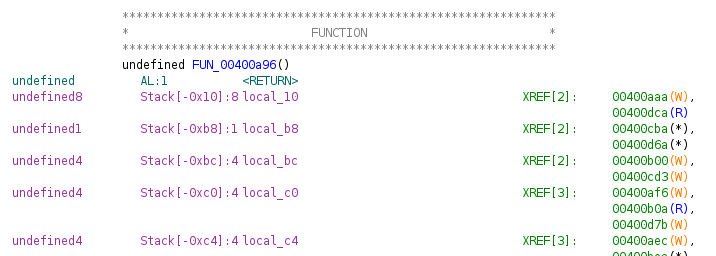 **************************************************************
* FUNCTION *
**************************************************************
undefined FUN_00400a96()
undefined AL:1 <RETURN>
undefined8 Stack[-0x10]:8 local_10 XREF[2]: 00400aaa(W),
00400dca(R)
undefined1 Stack[-0xb8]:1 local_b8 XREF[2]: 00400cba(*),
00400d6a(*)
undefined4 Stack[-0xbc]:4 local_bc XREF[2]: 00400b00(W),
00400cd3(W)
undefined4 Stack[-0xc0]:4 local_c0 XREF[3]: 00400af6(W),
00400b0a(R),
00400d7b(W)
undefined4 Stack[-0xc4]:4 local_c4 XREF[3]: 00400aec(W),